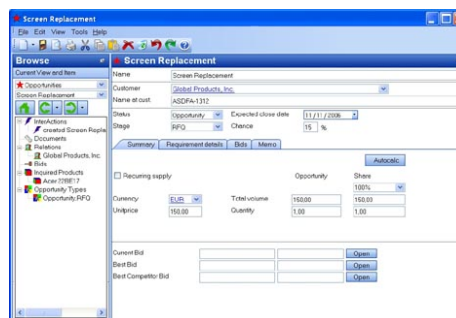 Screen Replacement
File Edit View Tools Help
Browse
Current View and Item
Opportunities
Screen Replacement
InterActions
created Screen Repla
Documents
Relations
Global Products, Inc.
Bids
Inquired Products
Opportunity Types
Opportunity,RFQ
Screen Replacement
Name Screen Replacement
Customer Global Products, Inc.
Name at cust. ASDFA-1312
Status Opportunity Expected close date 11/11/2006
Stage RFQ Chance 15 %
Summary Requirement details Bids Memo
Autocalc
Recurring supply Opportunity Share
100%
Currency EUR Total volume 150,00 150,00
Unitprice 150,00 Quantity 1,00 1,00
Current Bid Open
Best Bid Open
Best Competitor Bid Open